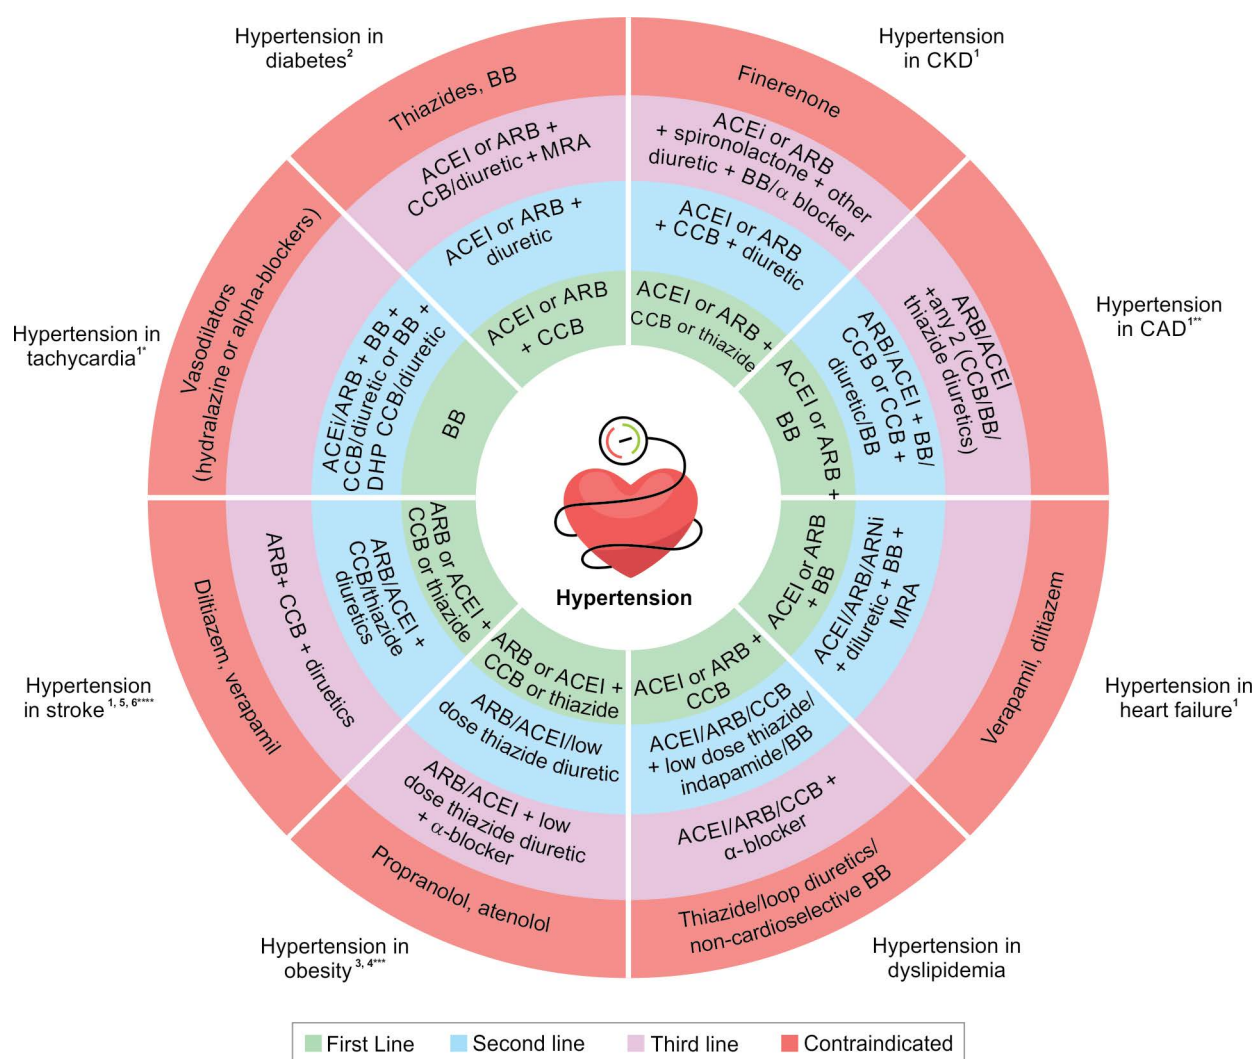 Hypertension in
diabetes²
Thiazides, BB
ACEI or ARB +
CCB/diuretic + MRA
ACEI or ARB +
diuretic
ACEI or ARB
+ CCB
Hypertension
in CKD¹
Finerenone
ACEi or ARB
+ spironolactone + other
diuretic + BB/α blocker
ACEI or ARB
+ CCB + diuretic
ACEI or ARB +
CCB or thiazide
Hypertension
in CAD¹**
ARB/ACEI
+any 2 (CCB/BB/
thiazide diuretics)
ARB/ACEI + BB/
CCB or CCB +
diuretic/BB
ACEI or ARB +
BB
Hypertension in
heart failure¹
Verapamil, diltiazem
ACEI/ARB/ARNi
+ diluretic + BB +
MRA
ACEI or ARB
+ BB
Hypertension in
dyslipidemia
Thiazide/loop diuretics/
non-cardioselective BB
ACEI/ARB/CCB +
α-blocker
ACEI/ARB/CCB
+ low dose thiazide/
indapamide/BB
ACEI or ARB +
CCB
Hypertension in
obesity³,⁴***
Propranolol, atenolol
ARB/ACEI + low
dose thiazide diuretic
+ α-blocker
ARB/ACEI/low
dose thiazide diuretic
ARB or ACEI +
CCB or thiazide
Hypertension
in stroke¹,⁵,⁶****
Diltiazem, verapamil
ARB+ CCB + diruetics
ARB/ACEI +
CCB/thiazide
diuretics
ARB or ACEI +
CCB or thiazide
Hypertension in
tachycardia¹*
Vasodilators
(hydralazine or alpha-blockers)
ACEi/ARB + BB +
CCB/diuretic or BB +
DHP CCB/diuretic
BB
Hypertension
First Line
Second line
Third line
Contraindicated